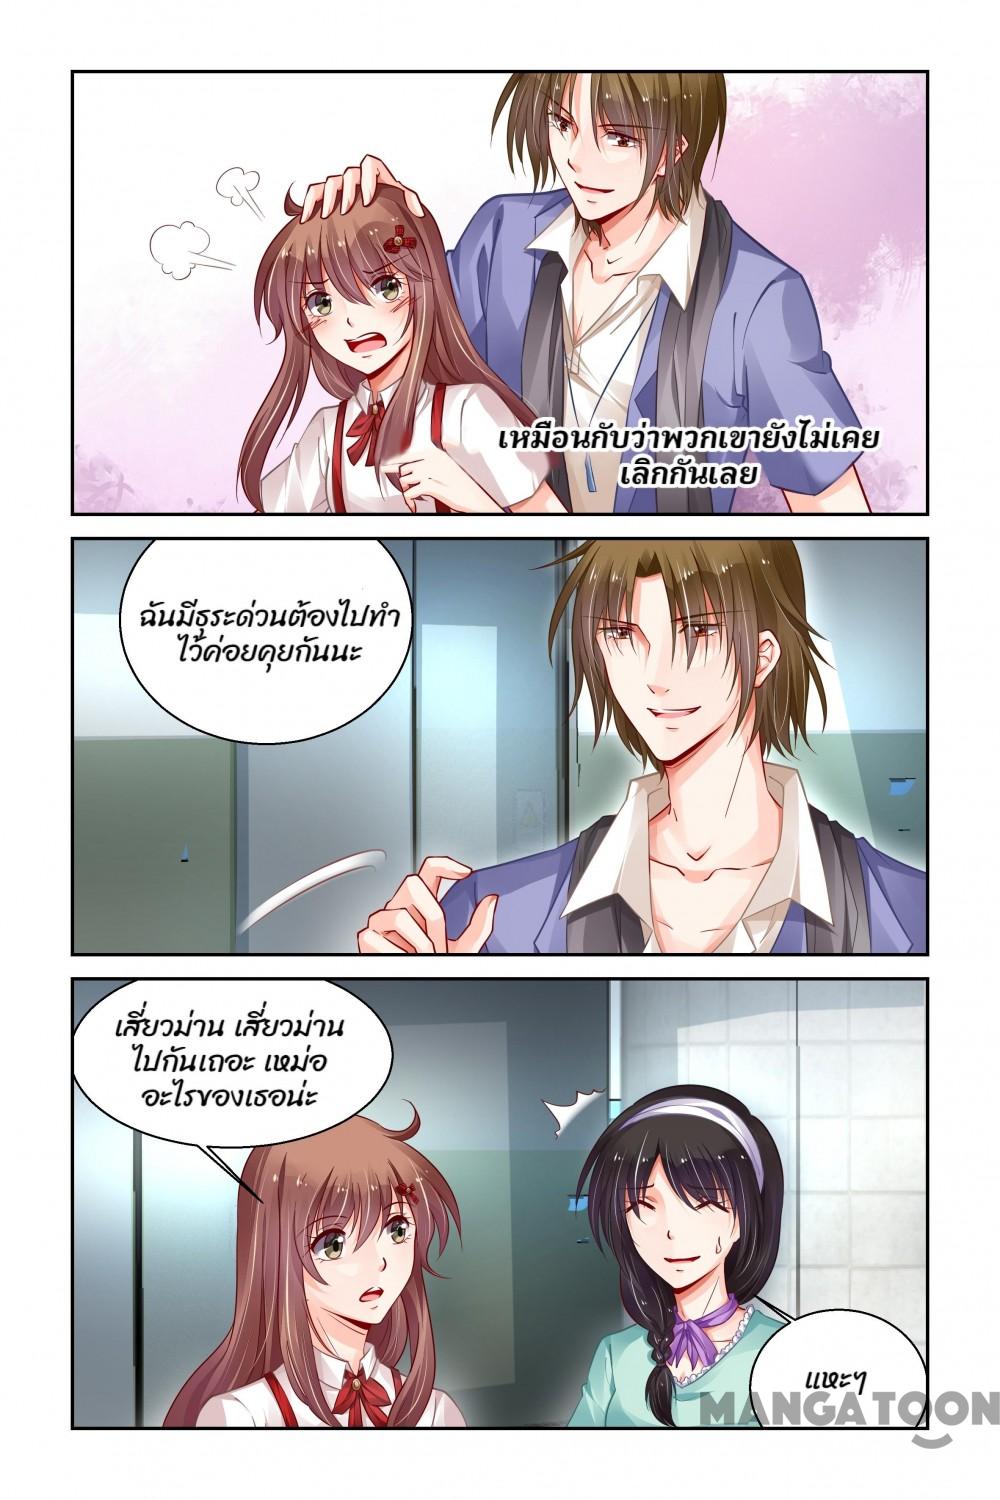 เหมือนกับว่าพวกเขายังไม่เคย
เลิกกันเลย
ฉันมีธุระด่วนต้องไปทำ
ไว้ค่อยคุยกันนะ
เสี่ยวม่าน เสี่ยวม่าน
ไปกันเถอะ เหม่อ
อะไรของเธอน่ะ
แหะๆ
MANGATOON